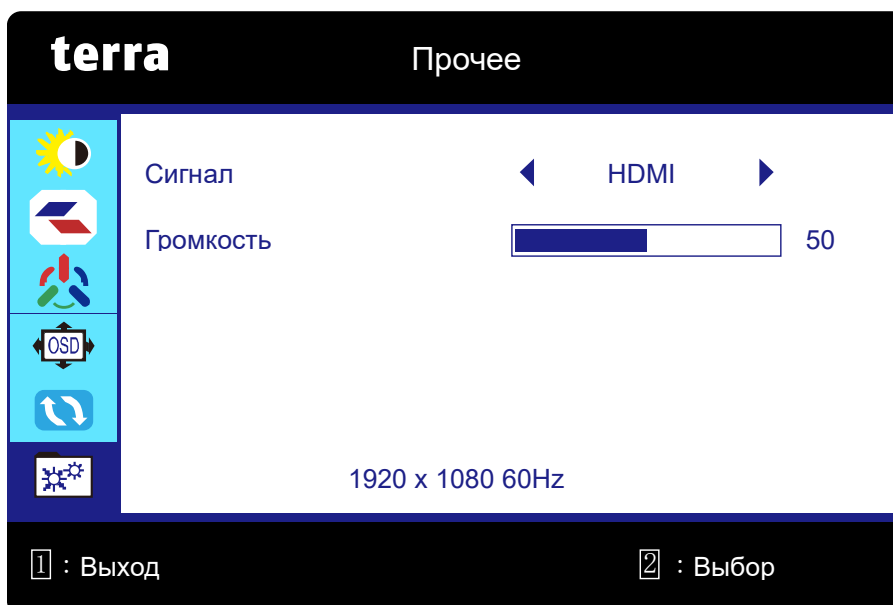 terra
Прочее
Сигнал HDMI
Громкость 50
OSD
1920 x 1080 60Hz
1 : Выход 2 : Выбор